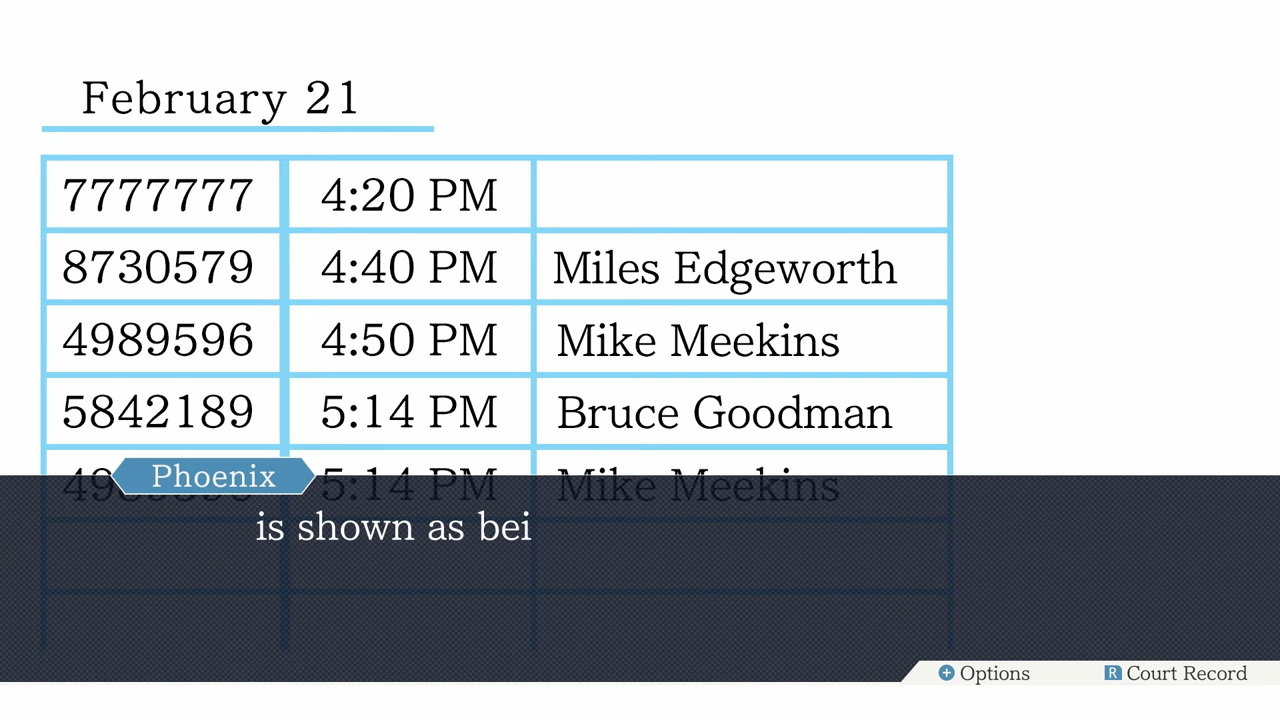 February 21
7777777 4:20 PM
8730579 4:40 PM Miles Edgeworth
4989596 4:50 PM Mike Meekins
5842189 5:14 PM Bruce Goodman
4989596 5:14 PM Mike Meekins
Phoenix
is shown as bei
Options Court Record